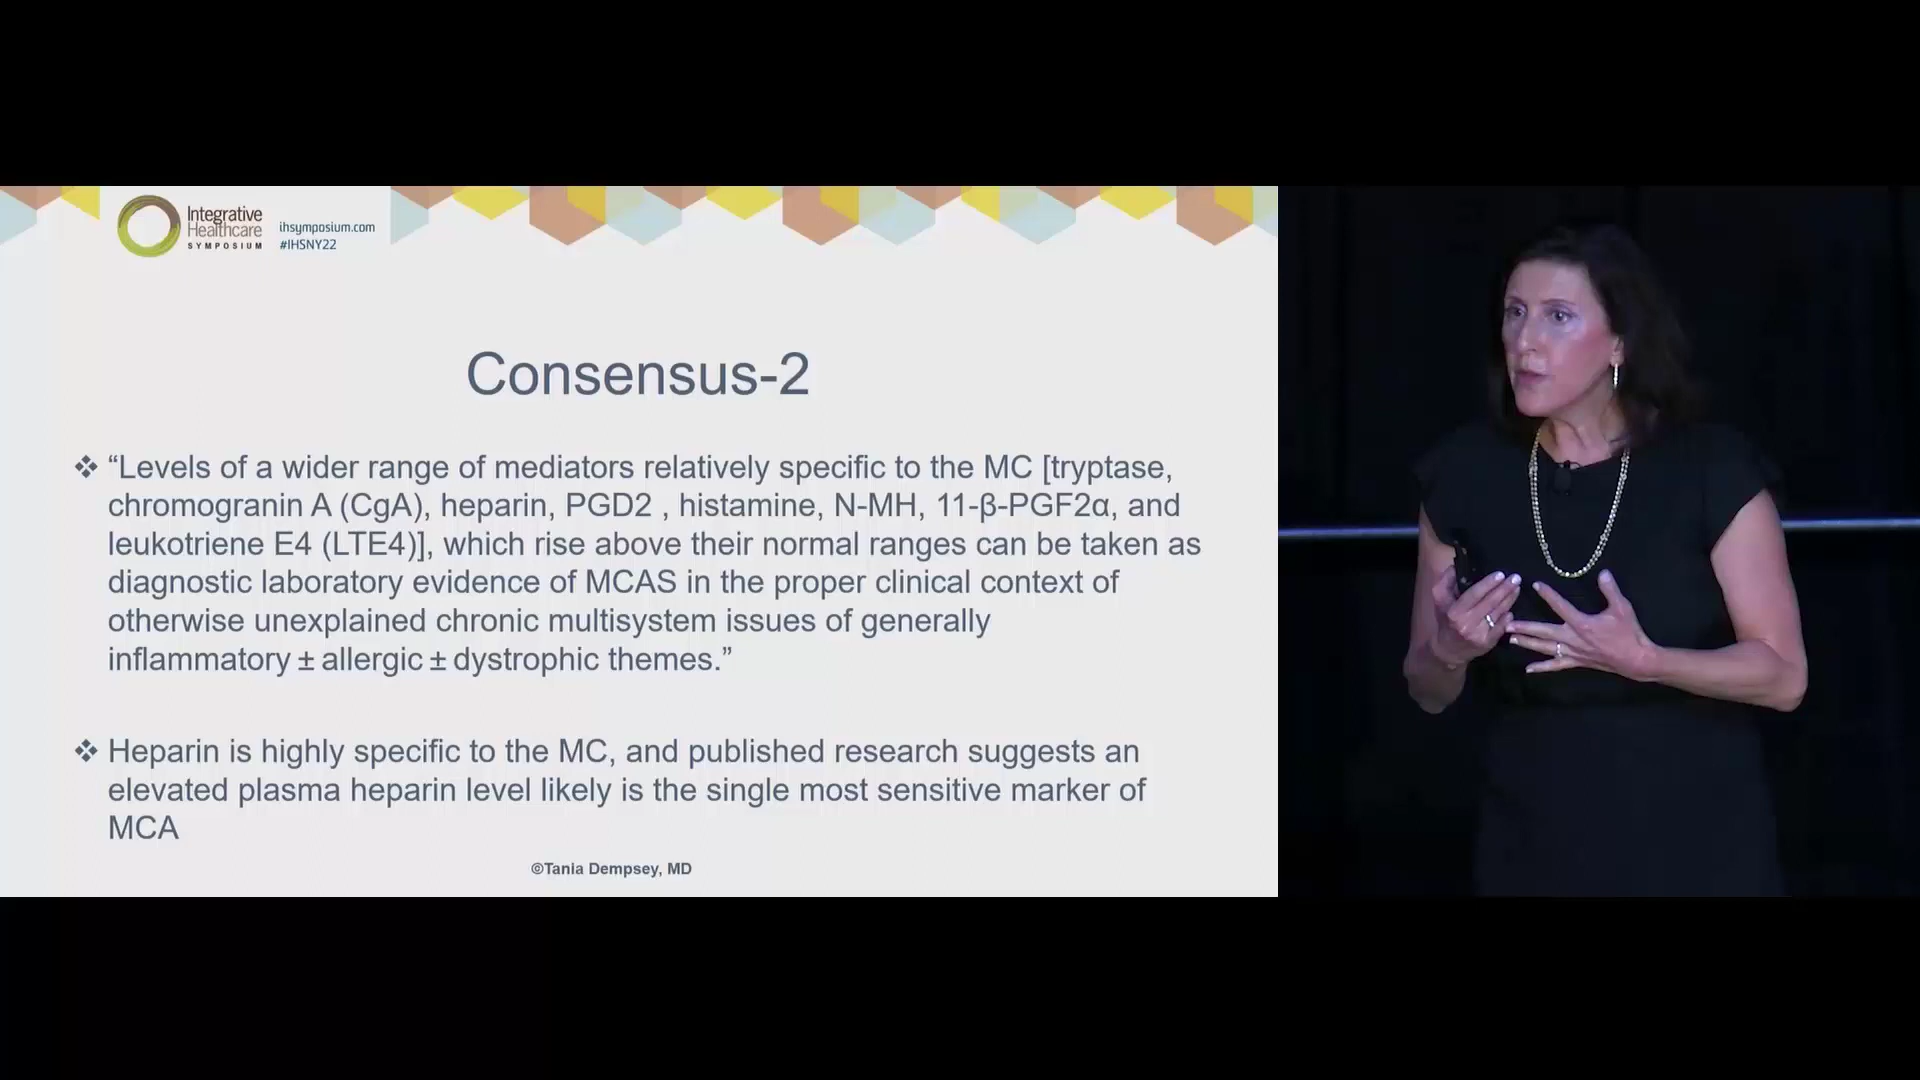 Integrative
Healthcare
SYMPOSIUM
ihsymposium.com
#IHSNY22
Consensus-2
❖ “Levels of a wider range of mediators relatively specific to the MC [tryptase,
chromogranin A (CgA), heparin, PGD2 , histamine, N-MH, 11-β-PGF2α, and
leukotriene E4 (LTE4)], which rise above their normal ranges can be taken as
diagnostic laboratory evidence of MCAS in the proper clinical context of
otherwise unexplained chronic multisystem issues of generally
inflammatory ± allergic ± dystrophic themes.”
❖ Heparin is highly specific to the MC, and published research suggests an
elevated plasma heparin level likely is the single most sensitive marker of
MCA
©Tania Dempsey, MD